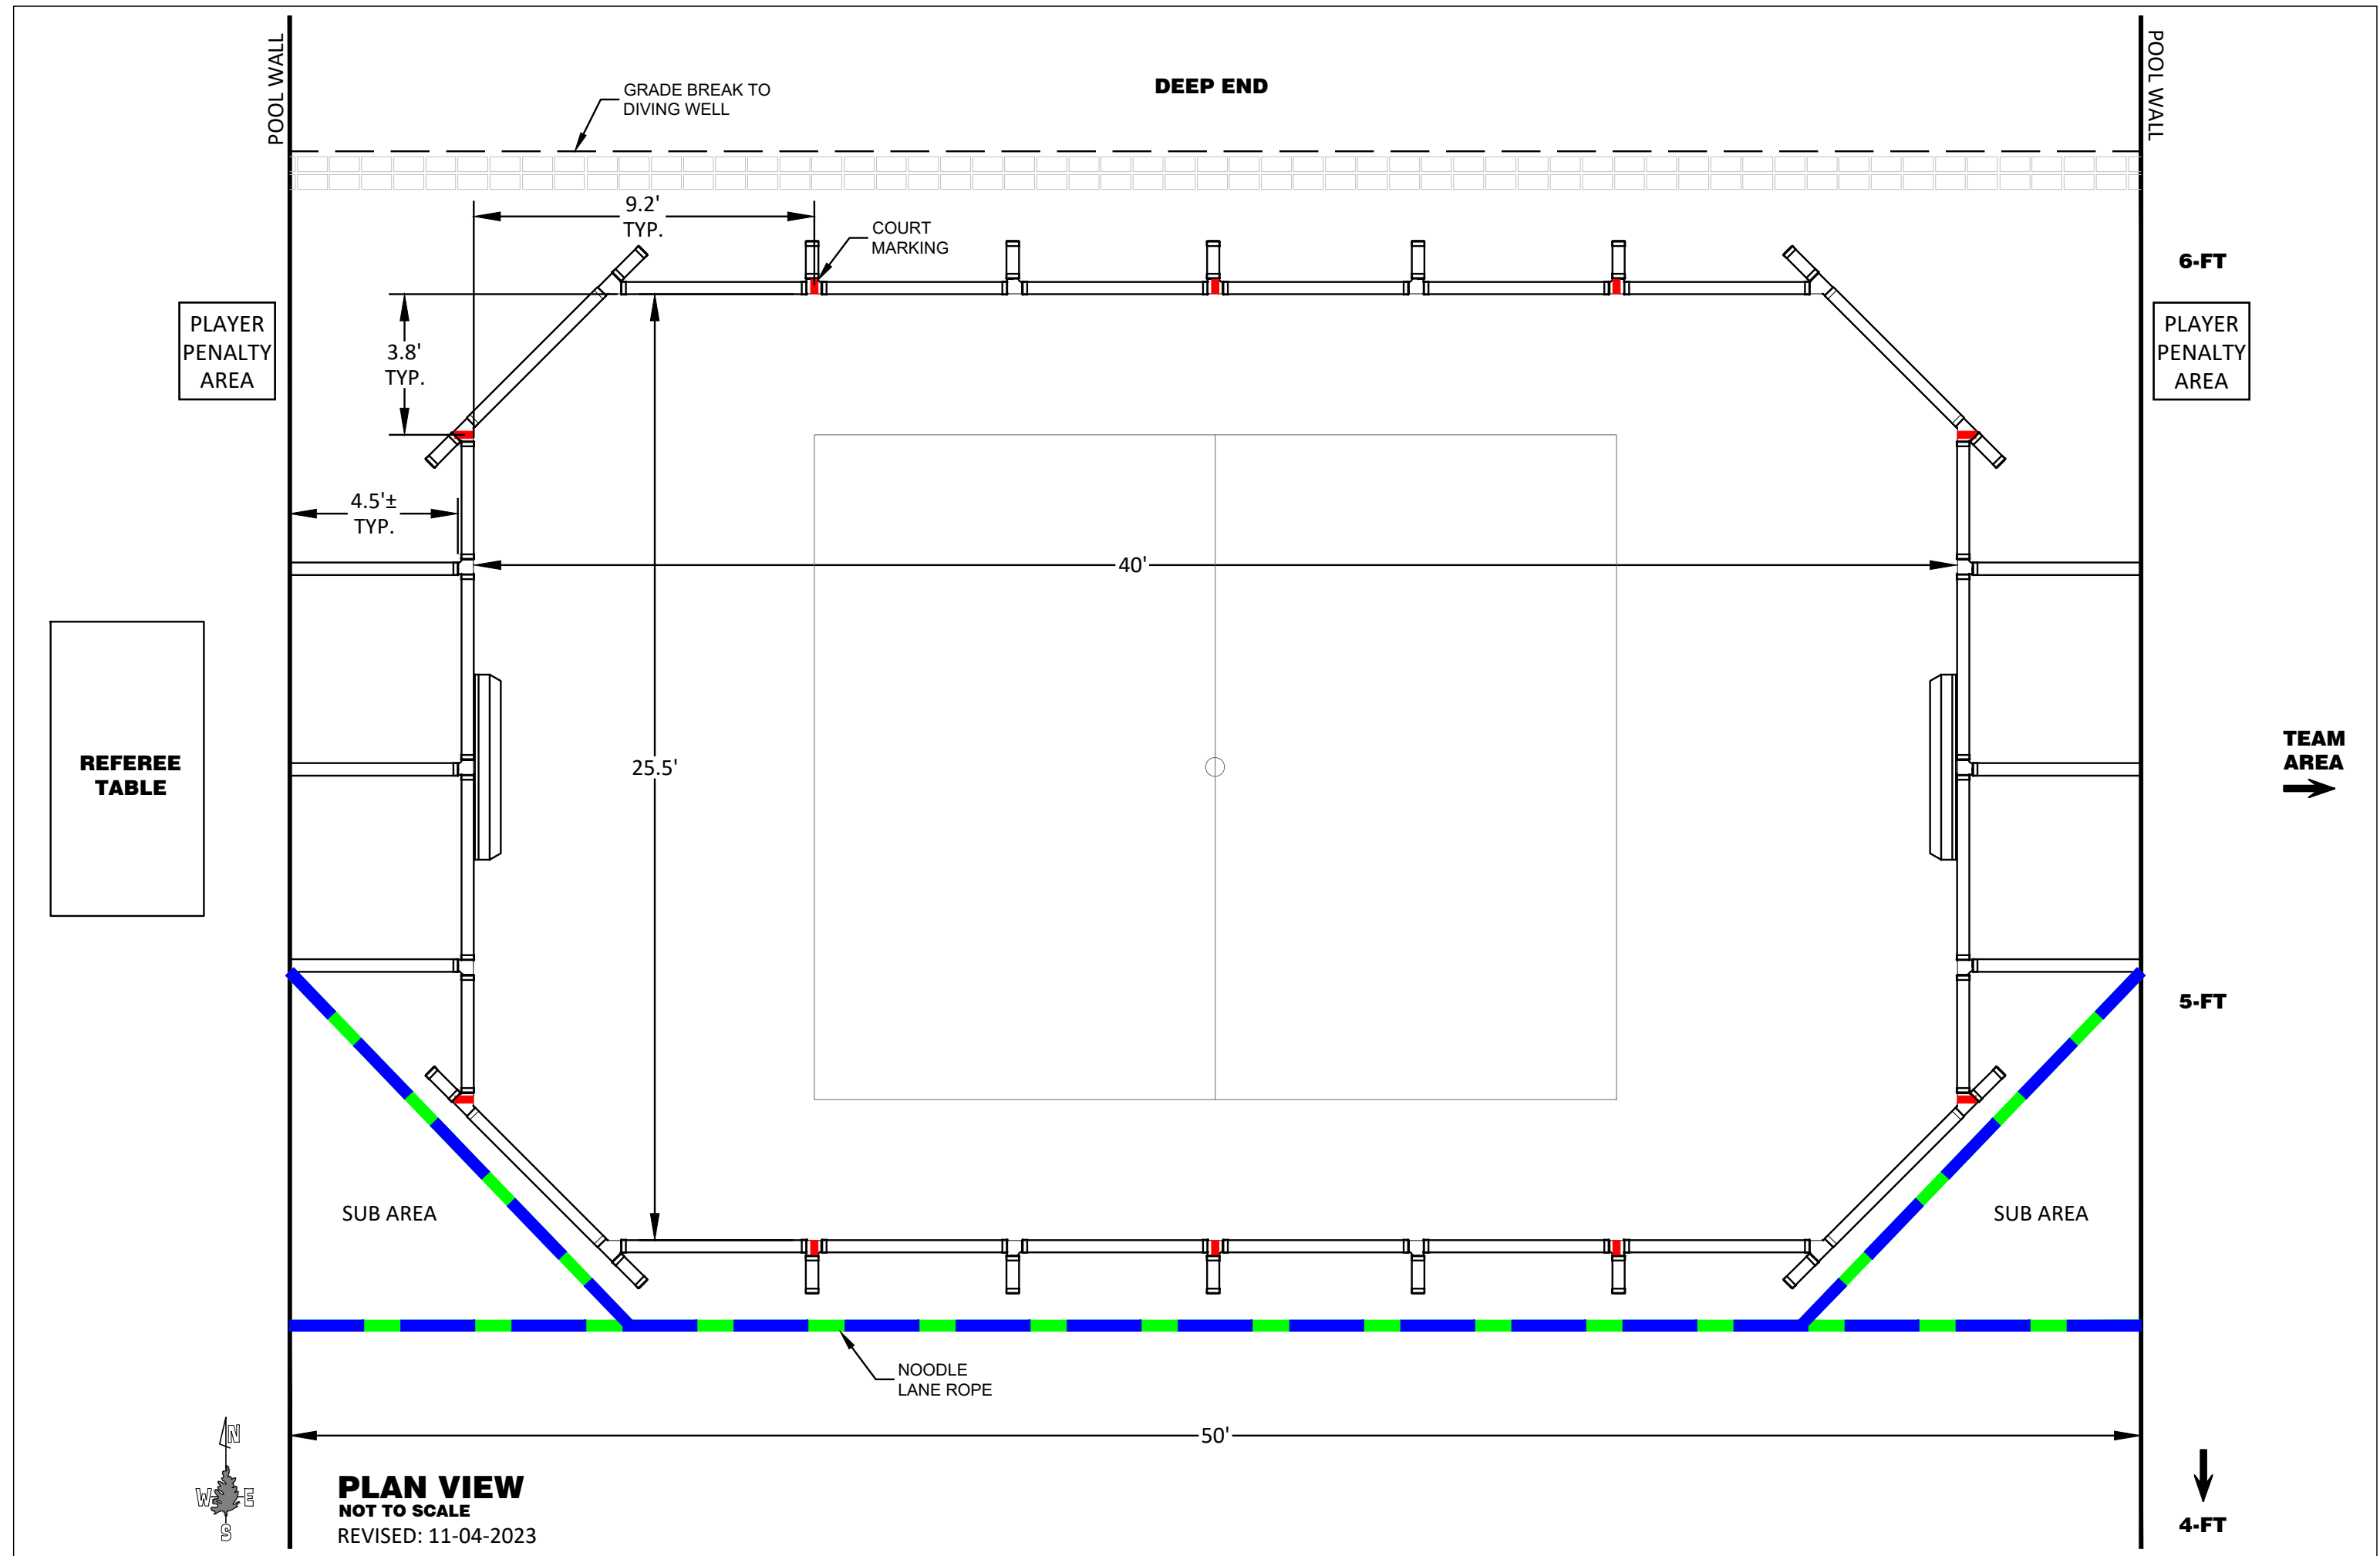 POOL WALL
POOL WALL
DEEP END
GRADE BREAK TO
DIVING WELL
9.2'
TYP.
COURT
MARKING
6-FT
PLAYER
PENALTY
AREA
PLAYER
PENALTY
AREA
3.8'
TYP.
4.5'±
TYP.
40'
REFEREE
TABLE
25.5'
TEAM
AREA
5-FT
SUB AREA
SUB AREA
NOODLE
LANE ROPE
50'
N
W E
S
PLAN VIEW
NOT TO SCALE
REVISED: 11-04-2023
4-FT